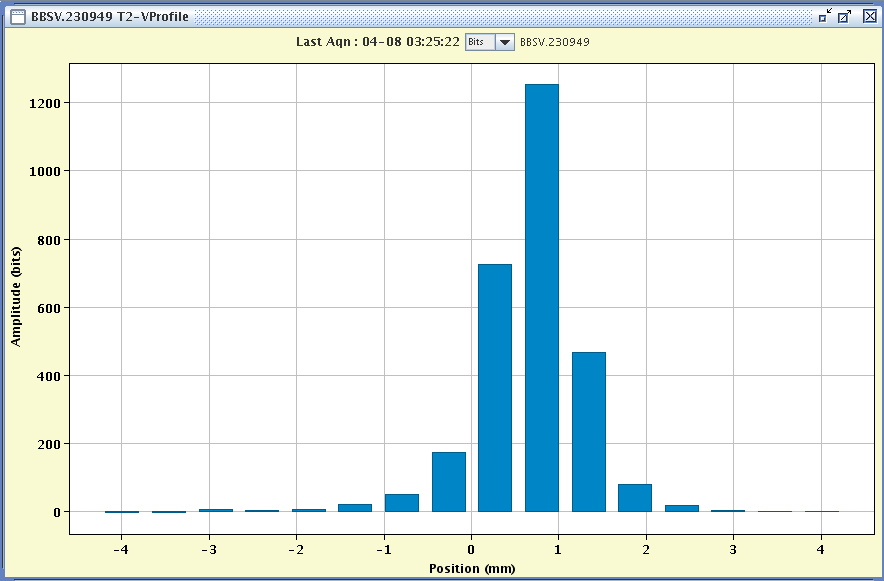 BBSV.230949 T2-VProfile
Last Aqn : 04-08 03:25:22 Bits BBSV.230949
1200
1000
800
600
400
200
0
Amplitude (bits)
-4 -3 -2 -1 0 1 2 3 4
Position (mm)